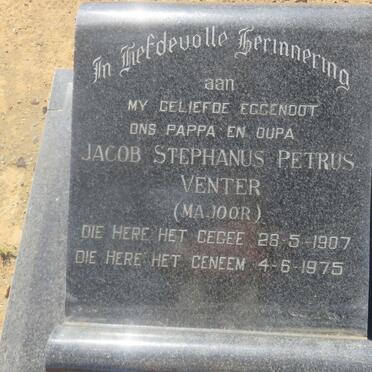 In Liefdevolle Herinnering
aan
MY GELIEFDE EGGENOOT
ONS PAPPA EN OUPA
JACOB STEPHANUS PETRUS
VENTER
(MAJOOR)
DIE HERE HET GEGEE 28-5-1907
DIE HERE HET GENEEM 4-6-1975